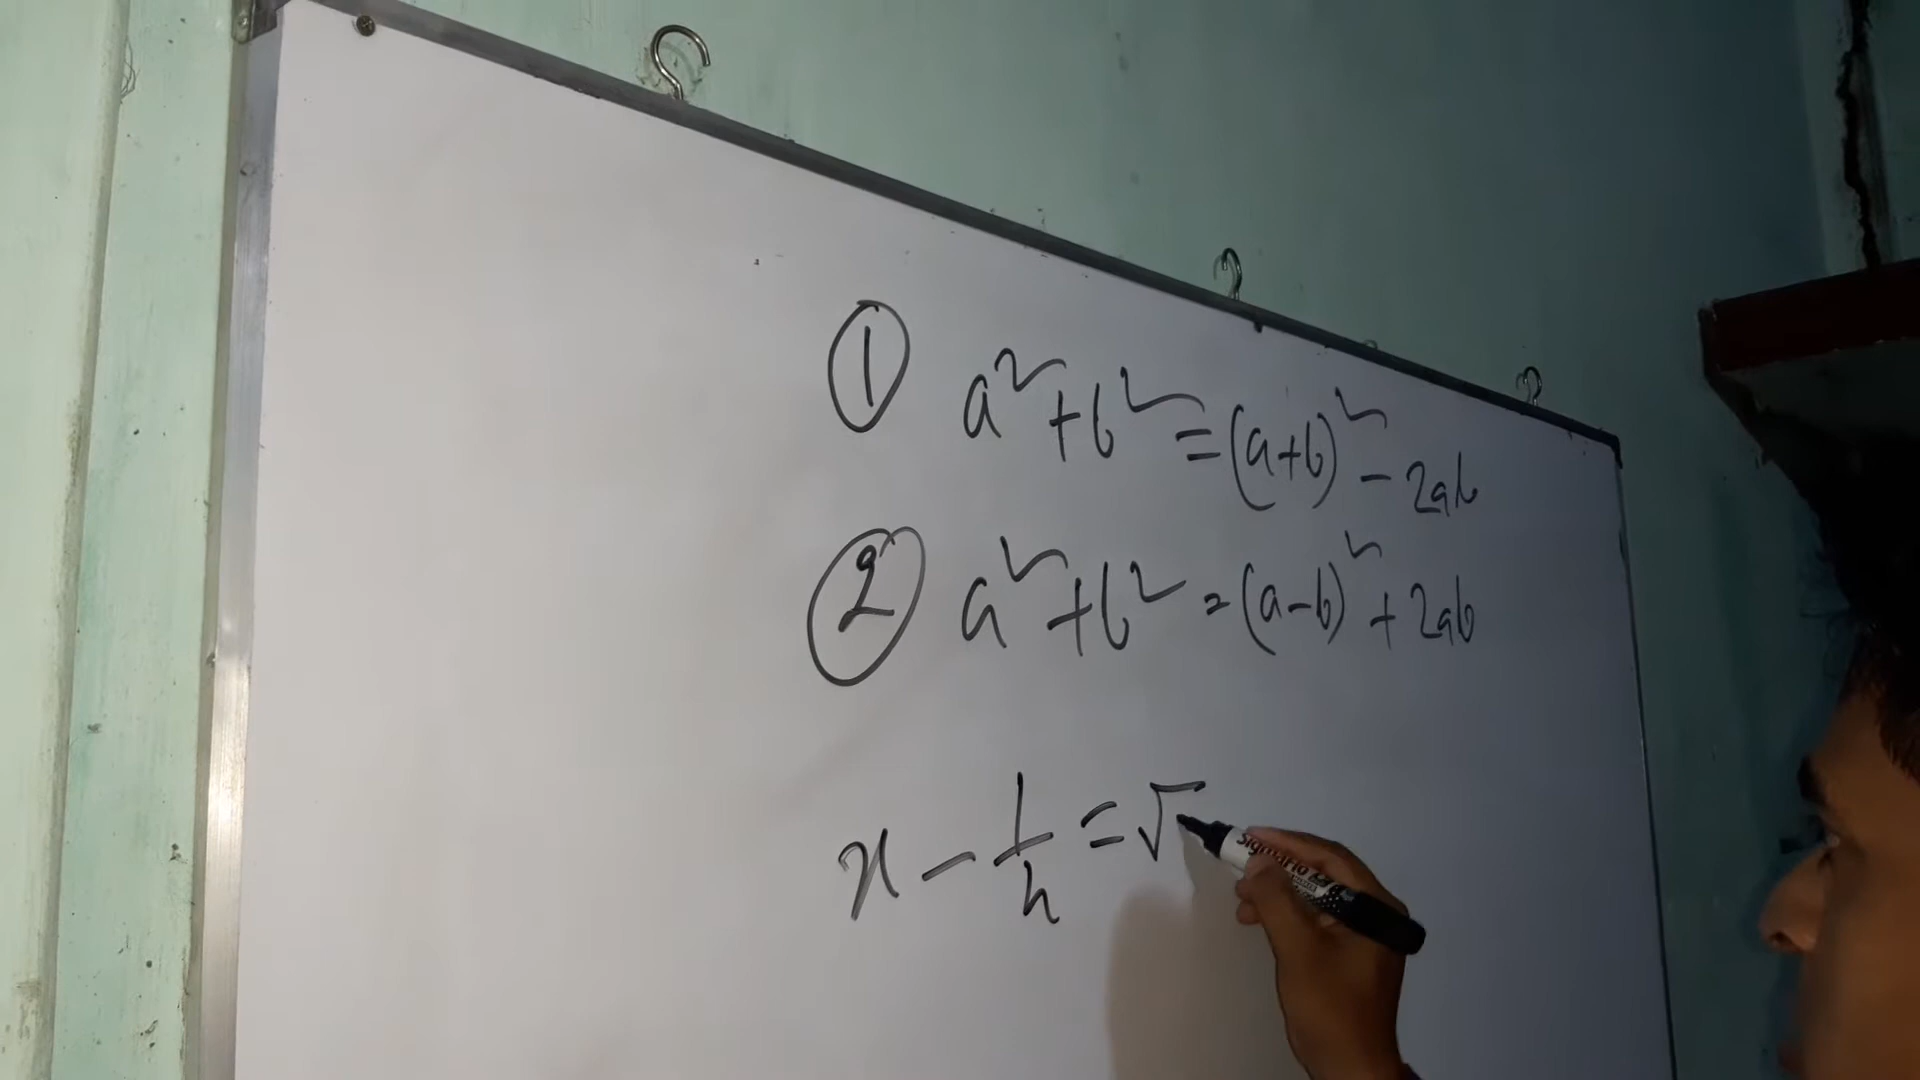 ① a²+b²=(a+b)²-2ab
② a²+b²=(a-b)²+2ab
x-1/x=√